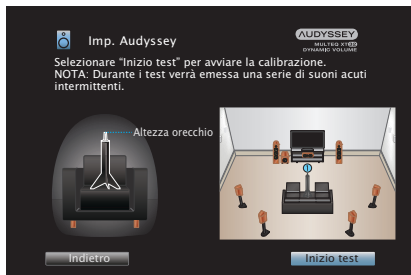 Imp. Audyssey
AUDYSSEY
MULTEQ XT32
DYNAMIC VOLUME
Selezionare “Inizio test” per avviare la calibrazione.
NOTA: Durante i test verrà emessa una serie di suoni acuti
intermittenti.
Altezza orecchio
1
Indietro
Inizio test